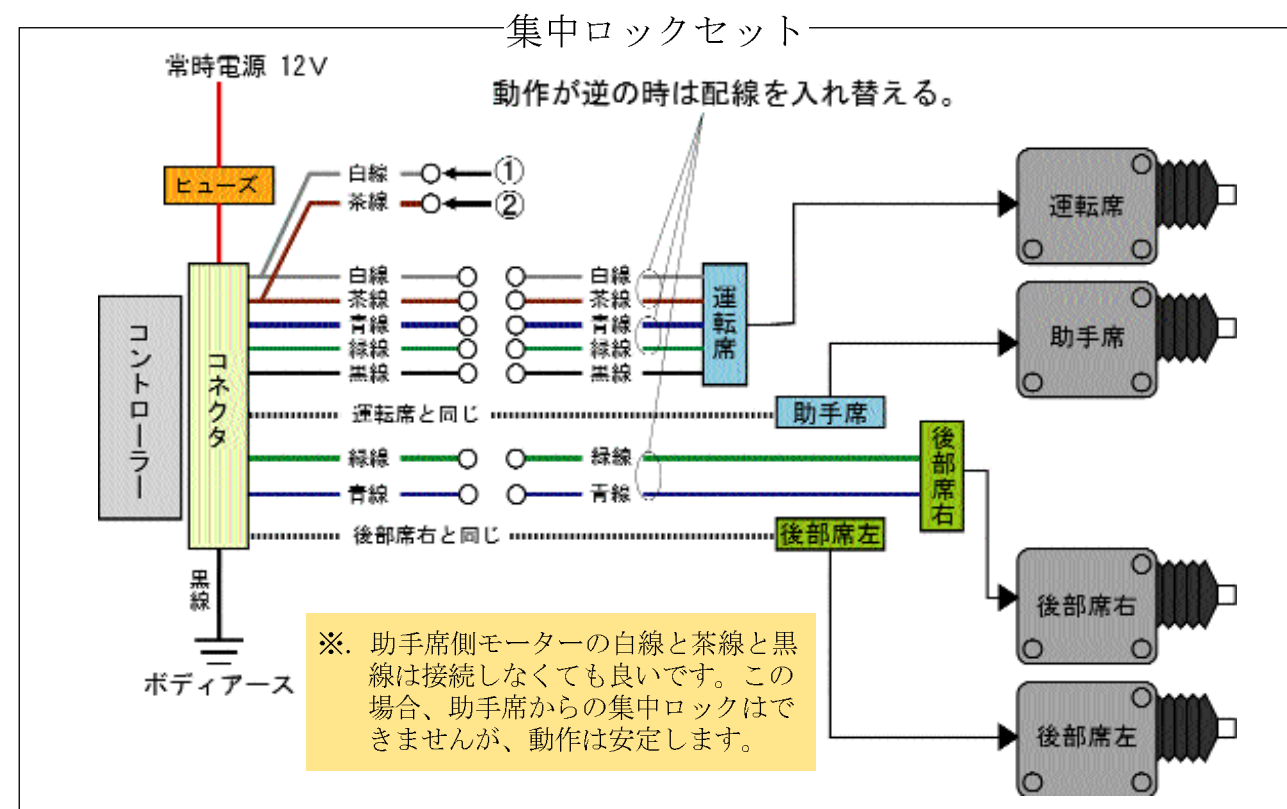 集中ロックセット
常時電源 12V
動作が逆の時は配線を入れ替える。
ヒューズ
白線 ①
茶線 ②
コントローラー
コネクタ
白線 白線
茶線 茶線
青線 青線
緑線 緑線
黒線 黒線
運転席
運転席と同じ
助手席
緑線 緑線
青線 青線
後部席右
後部席右と同じ
後部席左
黒線
ボディアース
運転席
助手席
後部席右
後部席左
※. 助手席側モーターの白線と茶線と黒
線は接続しなくても良いです。この
場合、助手席からの集中ロックはで
きませんが、動作は安定します。